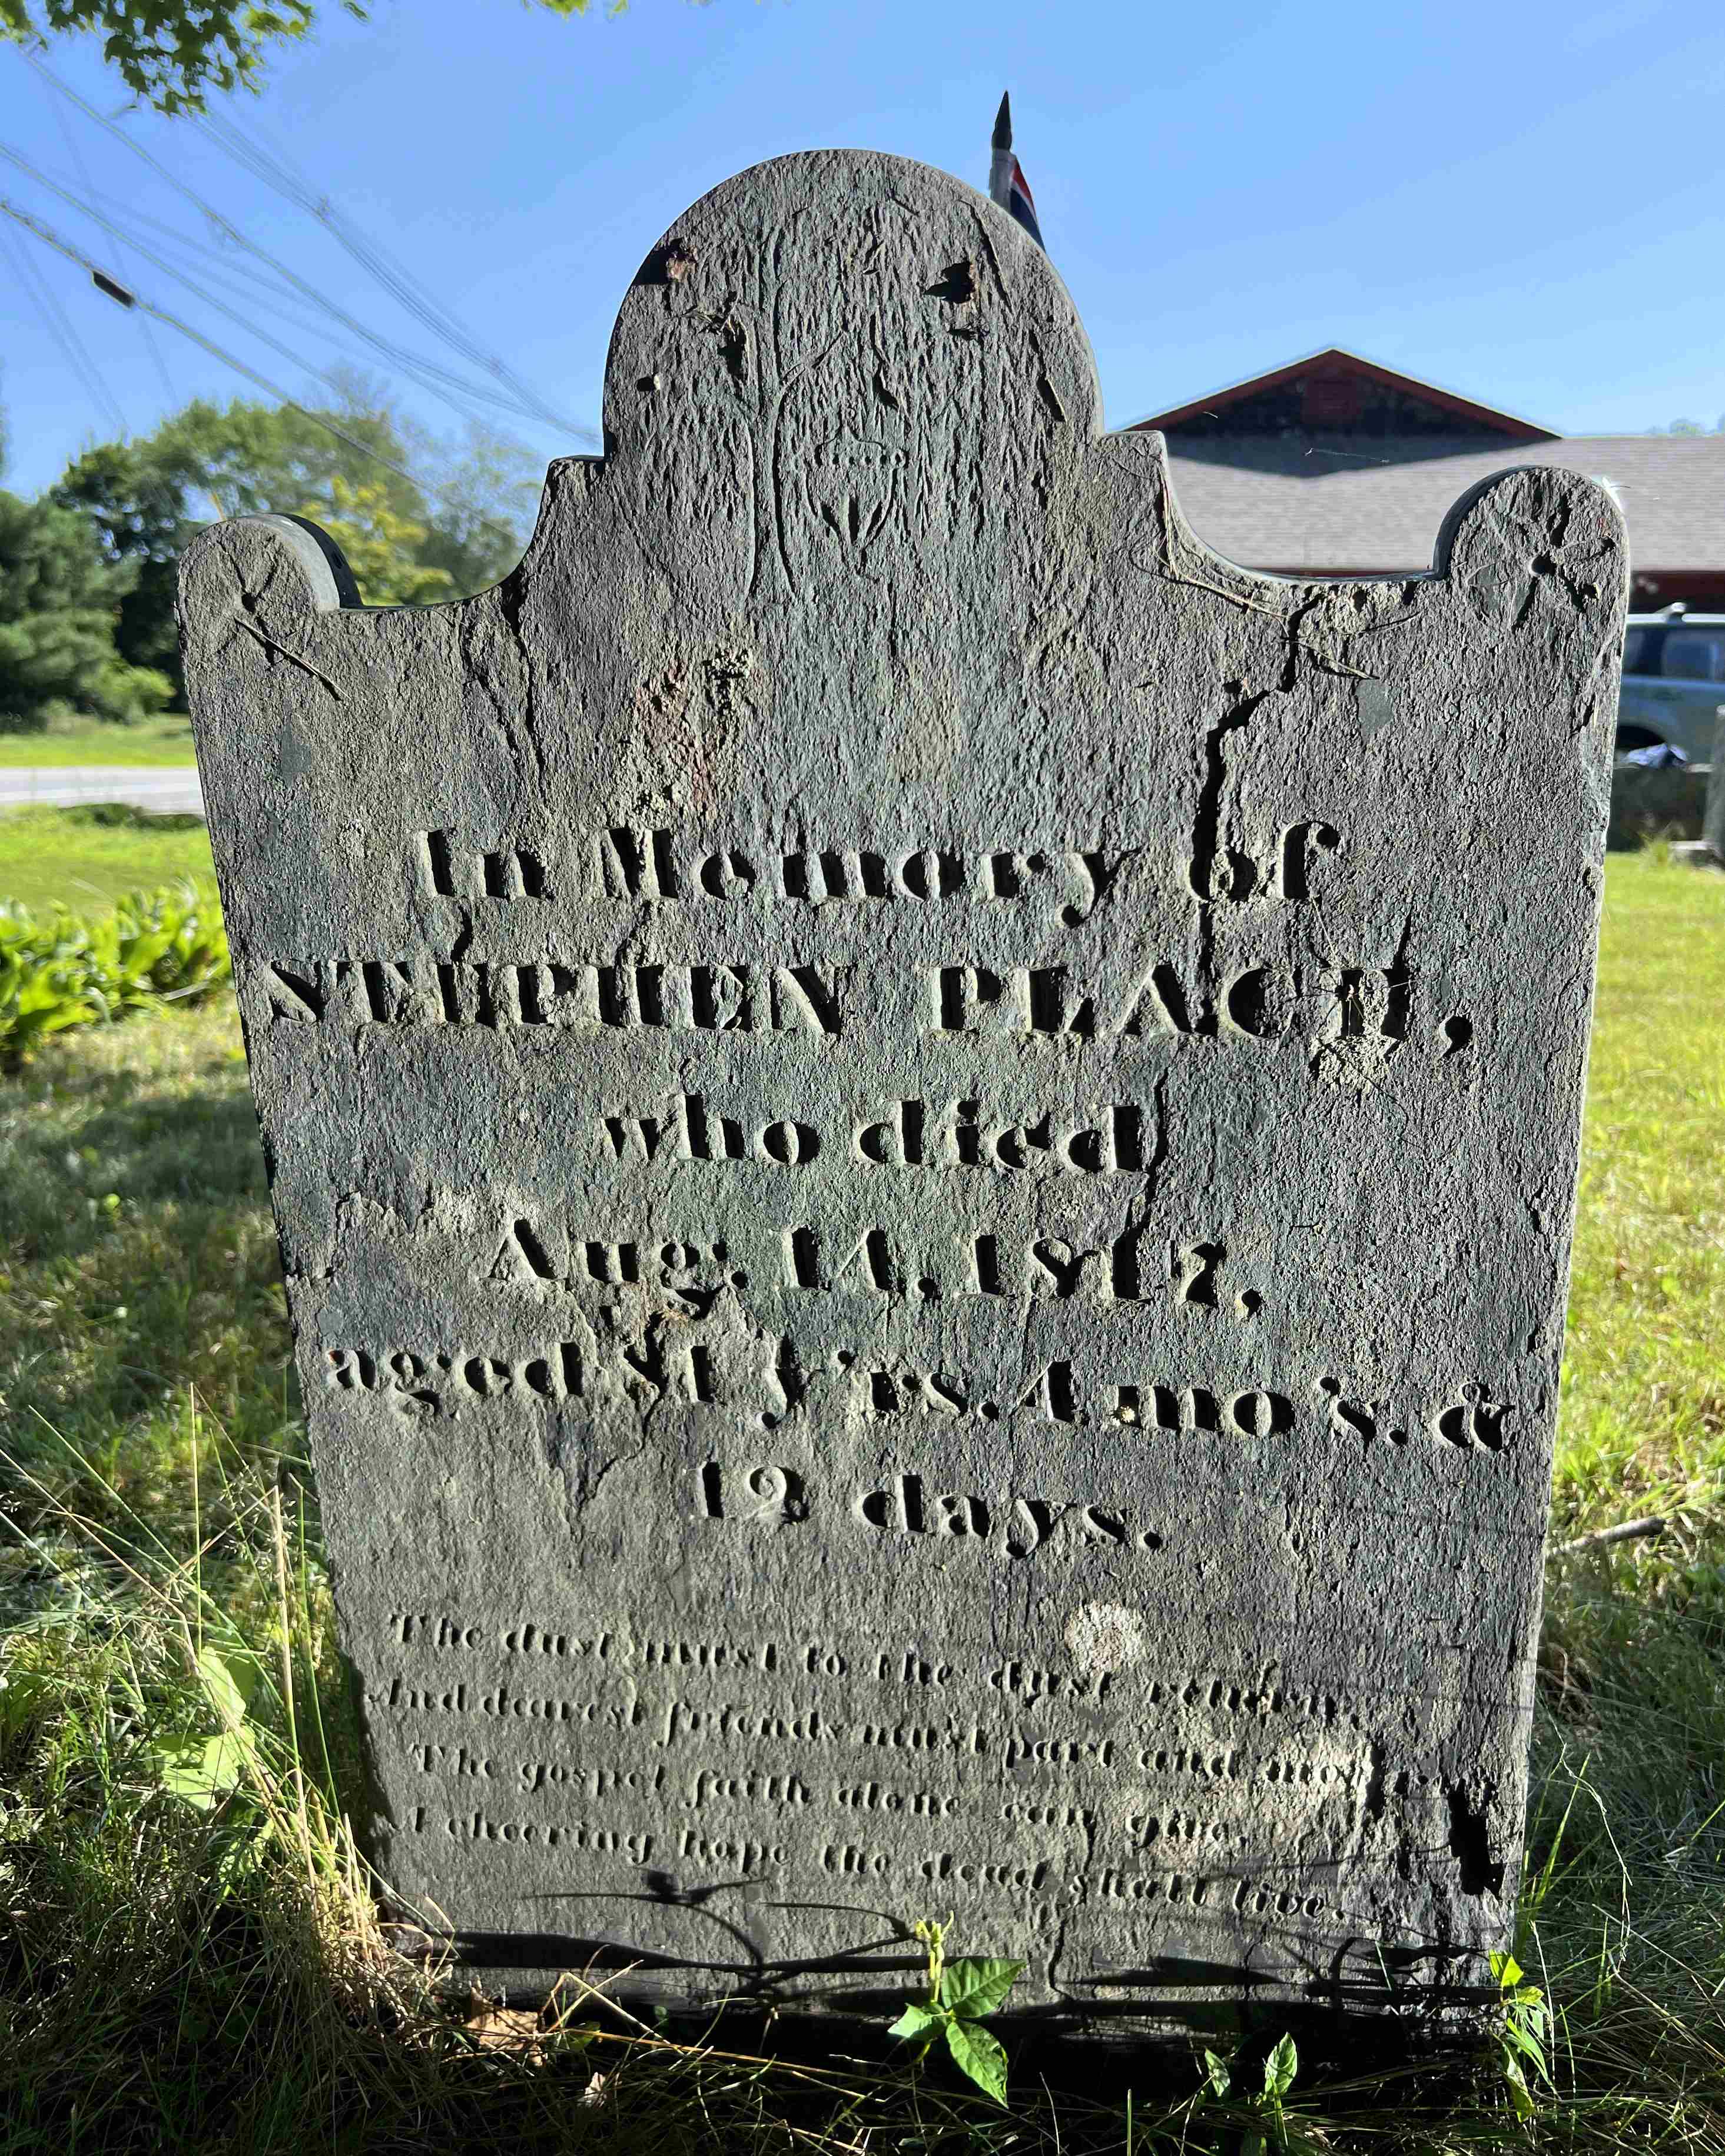 In Memory of
STEPHEN PEACH,
who died
Aug. 14, 1817,
aged 81 y'rs. 4 mo's. &
12 days.
The dust must to the dust return,
And dearest friends must part and mourn
The gospel faith alone can give,
A cheering hope the dead shall live.